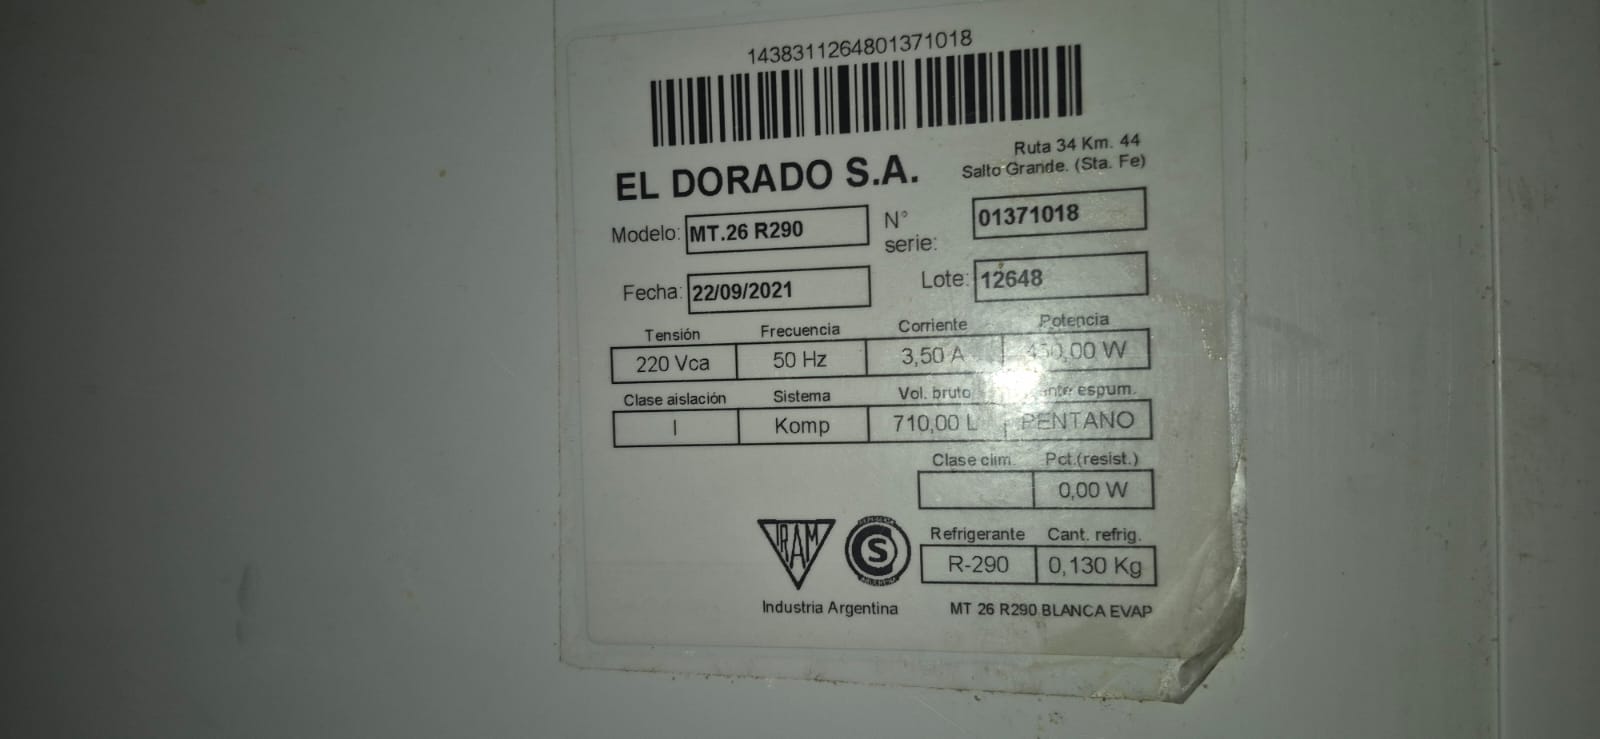 1438311264801371018
EL DORADO S.A.
Ruta 34 Km. 44
Salto Grande. (Sta. Fe)
Modelo: MT.26 R290
N° serie: 01371018
Fecha: 22/09/2021
Lote: 12648
Tensión Frecuencia Corriente Potencia
220 Vca 50 Hz 3,50 A
Clase aislación Sistema Vol. bruto espum.
I Komp 710,00 L PENTANO
Clase clim. Pct.(resist.)
0,00 W
IRAM S
Refrigerante Cant. refrig.
R-290 0,130 Kg
Industria Argentina
MT 26 R290 BLANCA EVAP